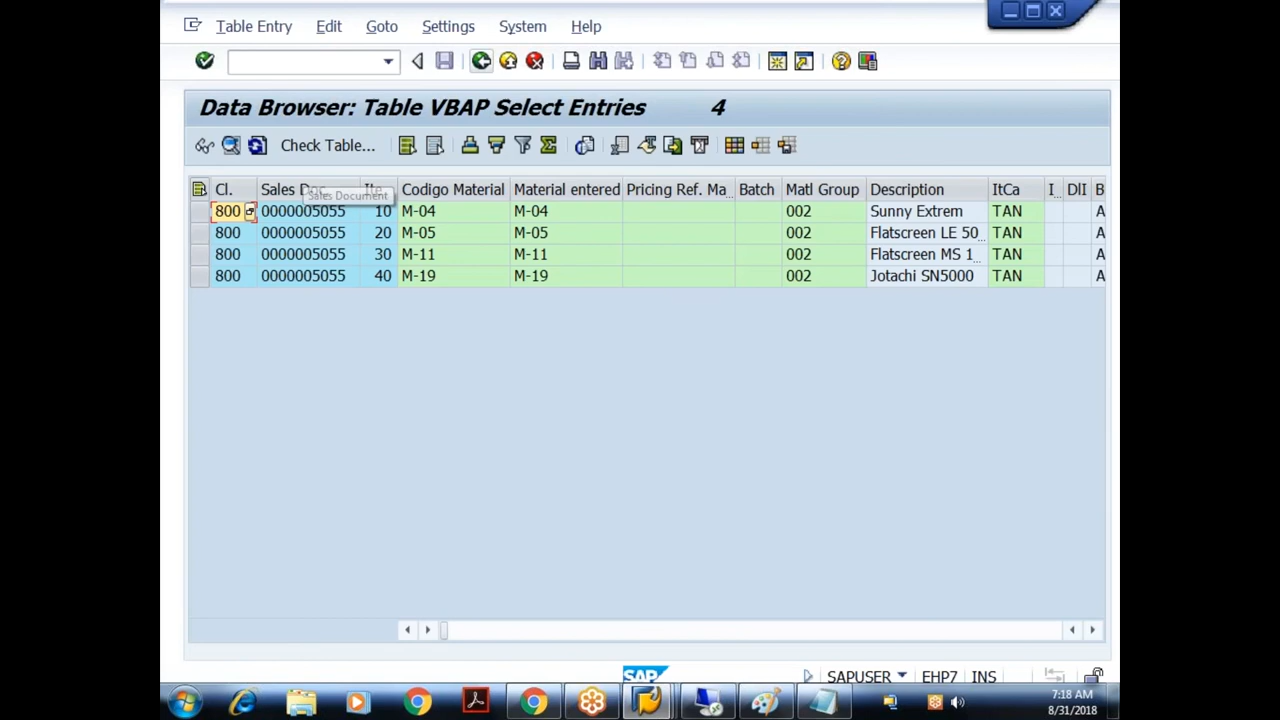 Table Entry Edit Goto Settings System Help
Data Browser: Table VBAP Select Entries 4
Check Table...
Cl. Sales Doc. Ite Codigo Material Material entered Pricing Ref. Ma... Batch Matl Group Description ItCa I... DlI B
Sales Document
800 0000005055 10 M-04 M-04 002 Sunny Extrem TAN A
800 0000005055 20 M-05 M-05 002 Flatscreen LE 50... TAN A
800 0000005055 30 M-11 M-11 002 Flatscreen MS 1... TAN A
800 0000005055 40 M-19 M-19 002 Jotachi SN5000 TAN A
SAP
SAPUSER EHP7 INS
7:18 AM
8/31/2018